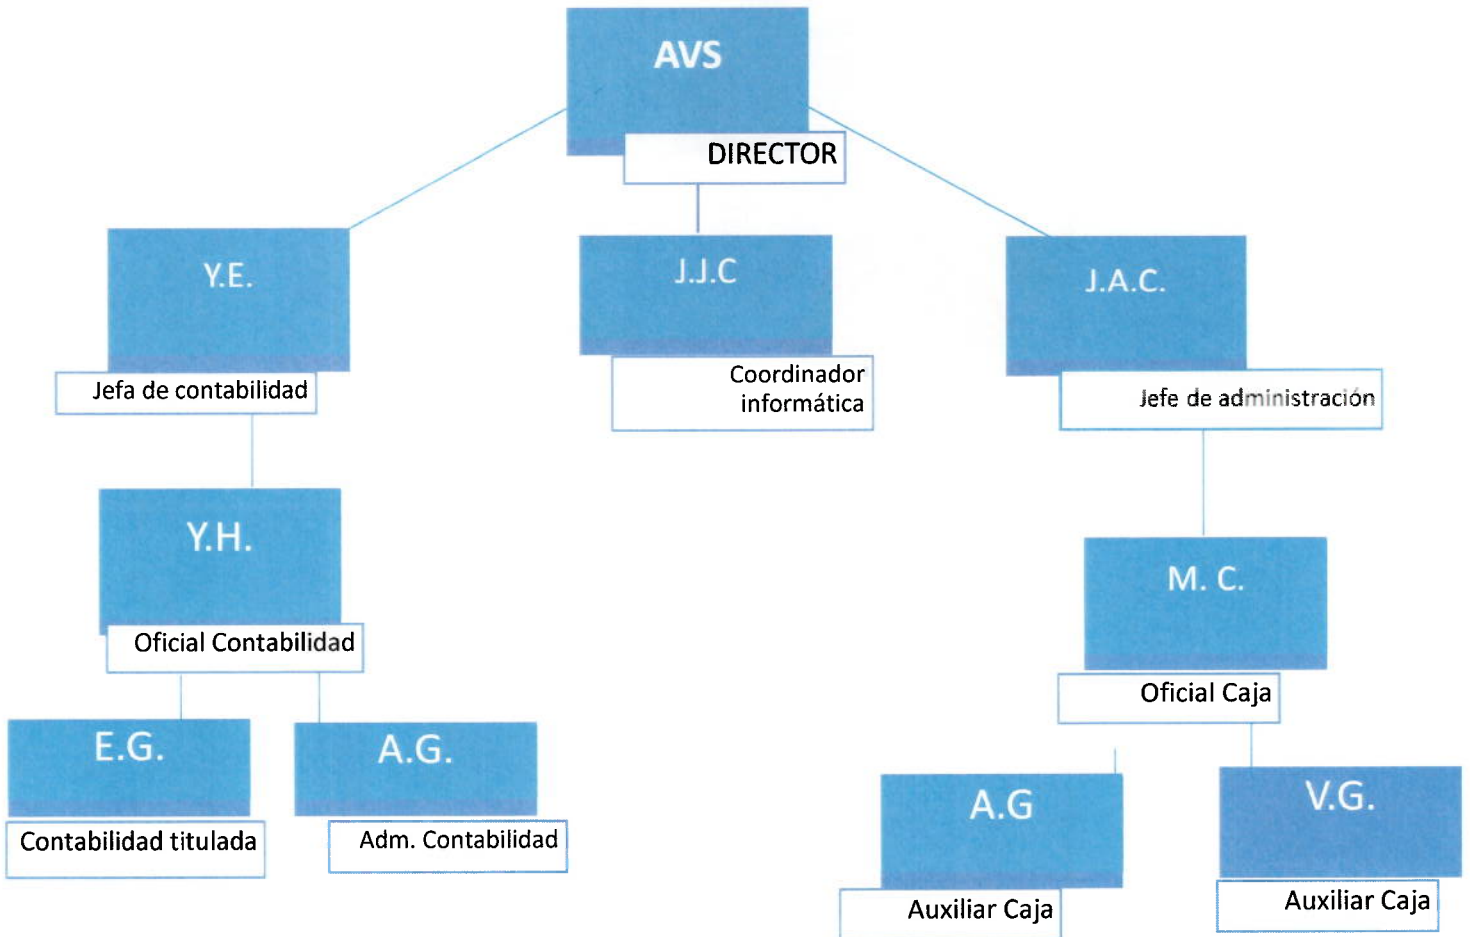 AVS
DIRECTOR
Y.E.
Jefa de contabilidad
J.J.C
Coordinador
informática
J.A.C.
Jefe de administración
Y.H.
Oficial Contabilidad
M. C.
Oficial Caja
E.G.
Contabilidad titulada
A.G.
Adm. Contabilidad
A.G
Auxiliar Caja
V.G.
Auxiliar Caja